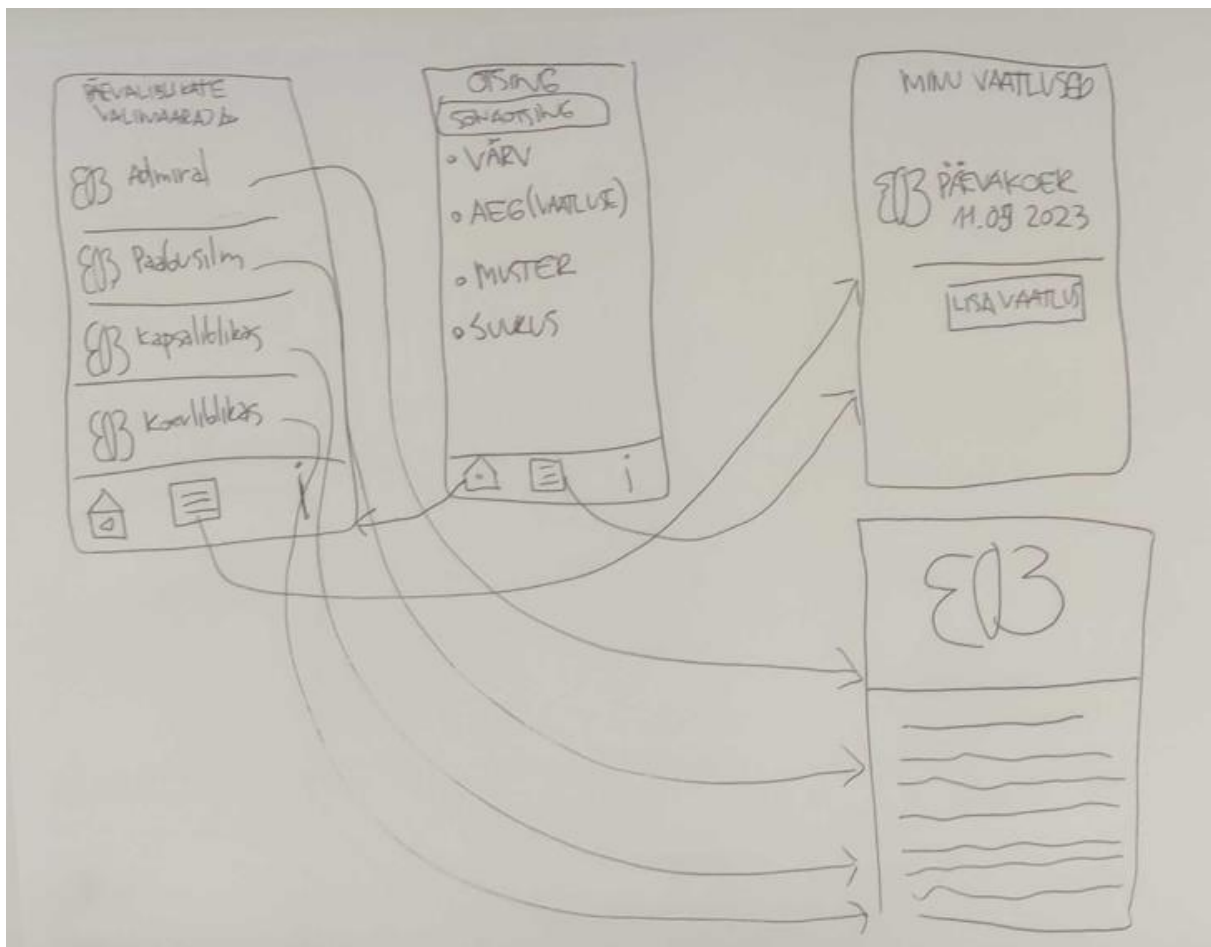 PÄEVALIBLIKATE
VÄLIMÄÄRAJA
Admiral
Paabusilm
Kapsaliblikas
Koerliblikas
i
OTSING
SÕNAOTSING
• VÄRV
• AEG (VAATLUSE)
• MUSTER
• SUURUS
i
MINU VAATLUSED
PÄEVAKOER
11.09 2023
LISA VAATLUS